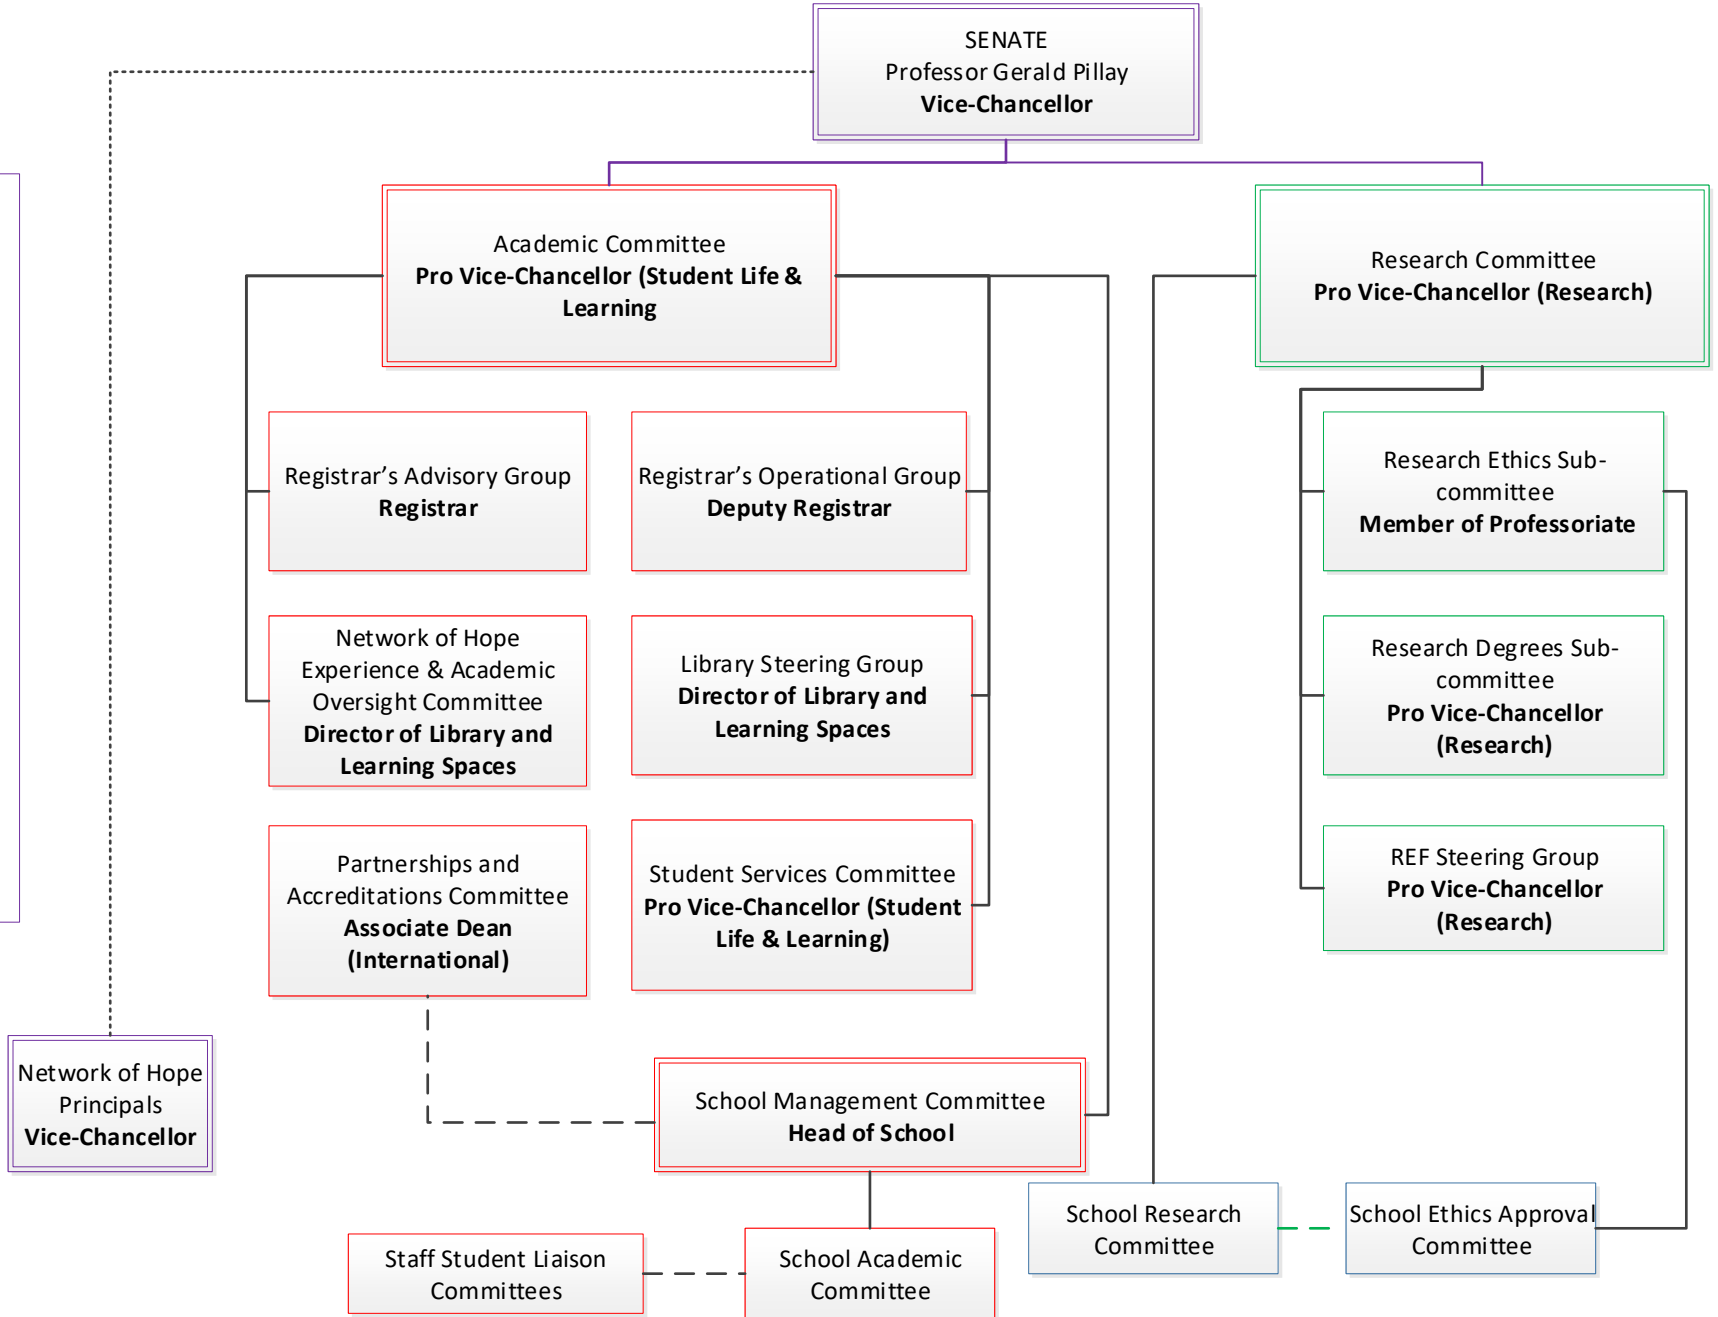 SENATE
Professor Gerald Pillay
Vice-Chancellor
Academic Committee
Pro Vice-Chancellor (Student Life &
Learning
Research Committee
Pro Vice-Chancellor (Research)
Registrar's Advisory Group
Registrar
Registrar's Operational Group
Deputy Registrar
Research Ethics Sub-
committee
Member of Professoriate
Network of Hope
Experience & Academic
Oversight Committee
Director of Library and
Learning Spaces
Library Steering Group
Director of Library and
Learning Spaces
Research Degrees Sub-
committee
Pro Vice-Chancellor
(Research)
Partnerships and
Accreditations Committee
Associate Dean
(International)
Student Services Committee
Pro Vice-Chancellor (Student
Life & Learning)
REF Steering Group
Pro Vice-Chancellor
(Research)
Network of Hope
Principals
Vice-Chancellor
School Management Committee
Head of School
School Research
Committee
School Ethics Approval
Committee
Staff Student Liaison
Committees
School Academic
Committee